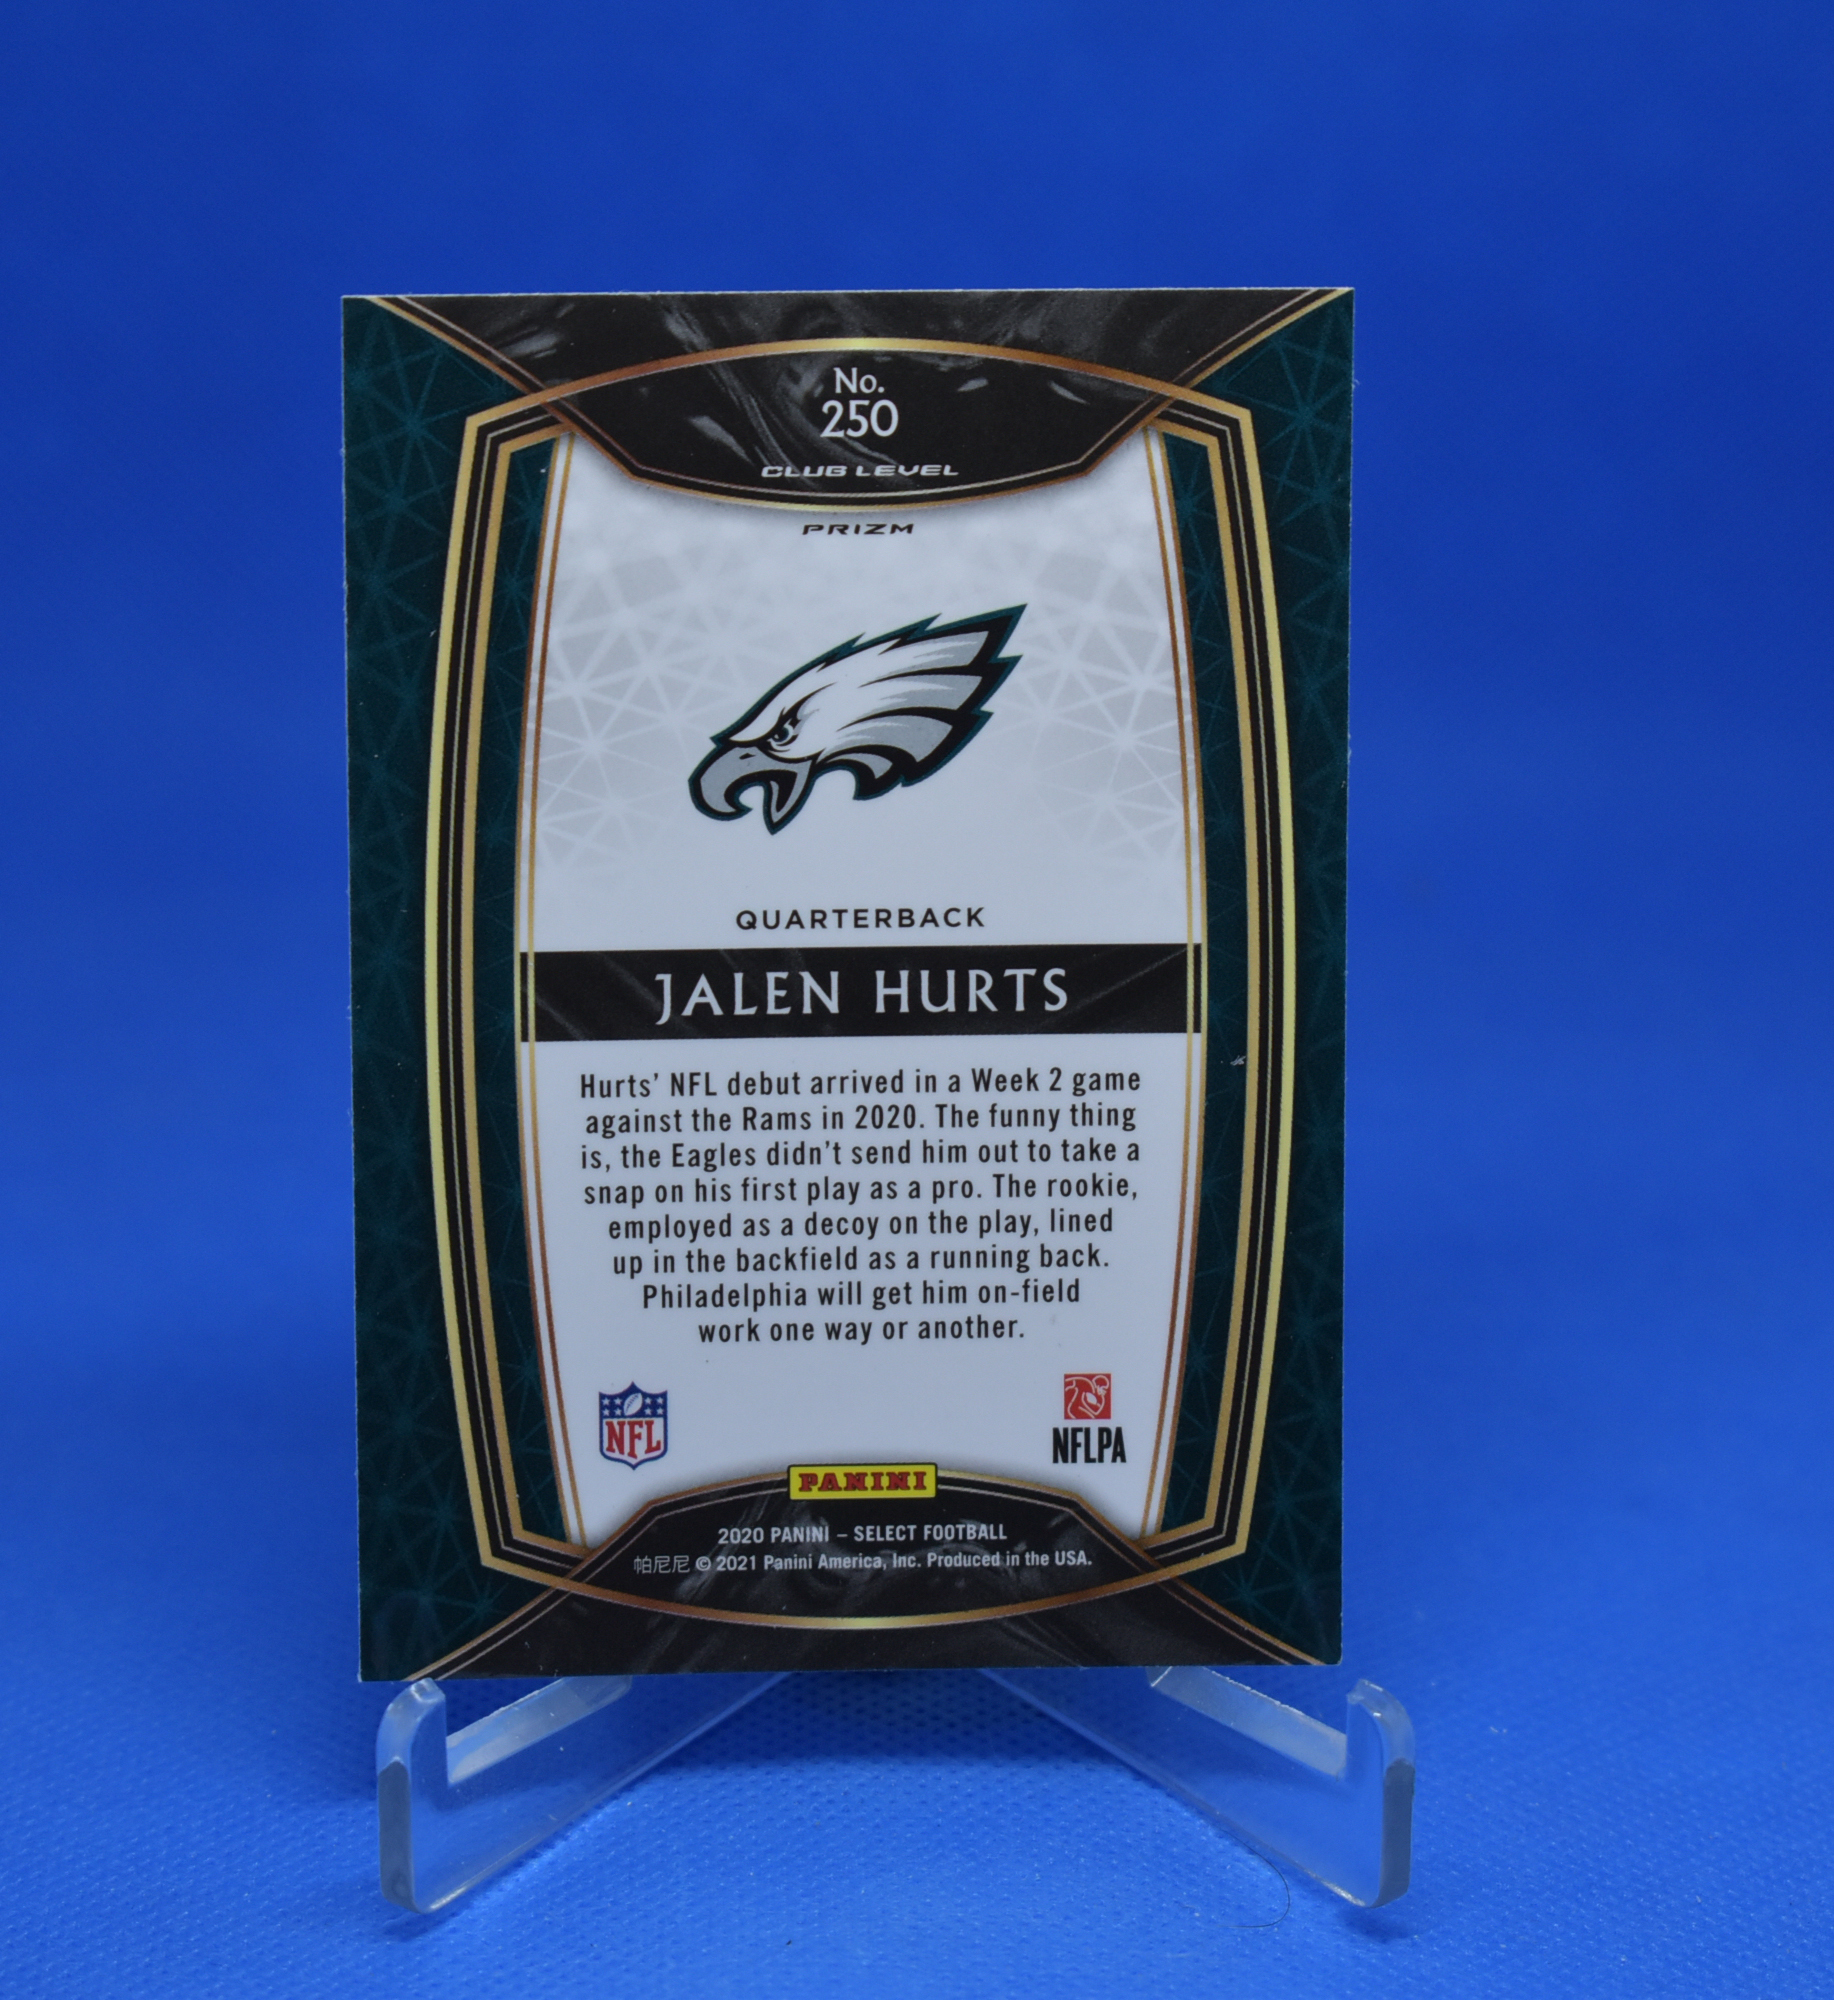 No.
250
CLUB LEVEL
PRIZM
QUARTERBACK
JALEN HURTS
Hurts' NFL debut arrived in a Week 2 game
against the Rams in 2020. The funny thing
is, the Eagles didn't send him out to take a
snap on his first play as a pro. The rookie,
employed as a decoy on the play, lined
up in the backfield as a running back.
Philadelphia will get him on-field
work one way or another.
NFL
NFLPA
PANINI
2020 PANINI – SELECT FOOTBALL
帕尼尼 © 2021 Panini America, Inc. Produced in the USA.